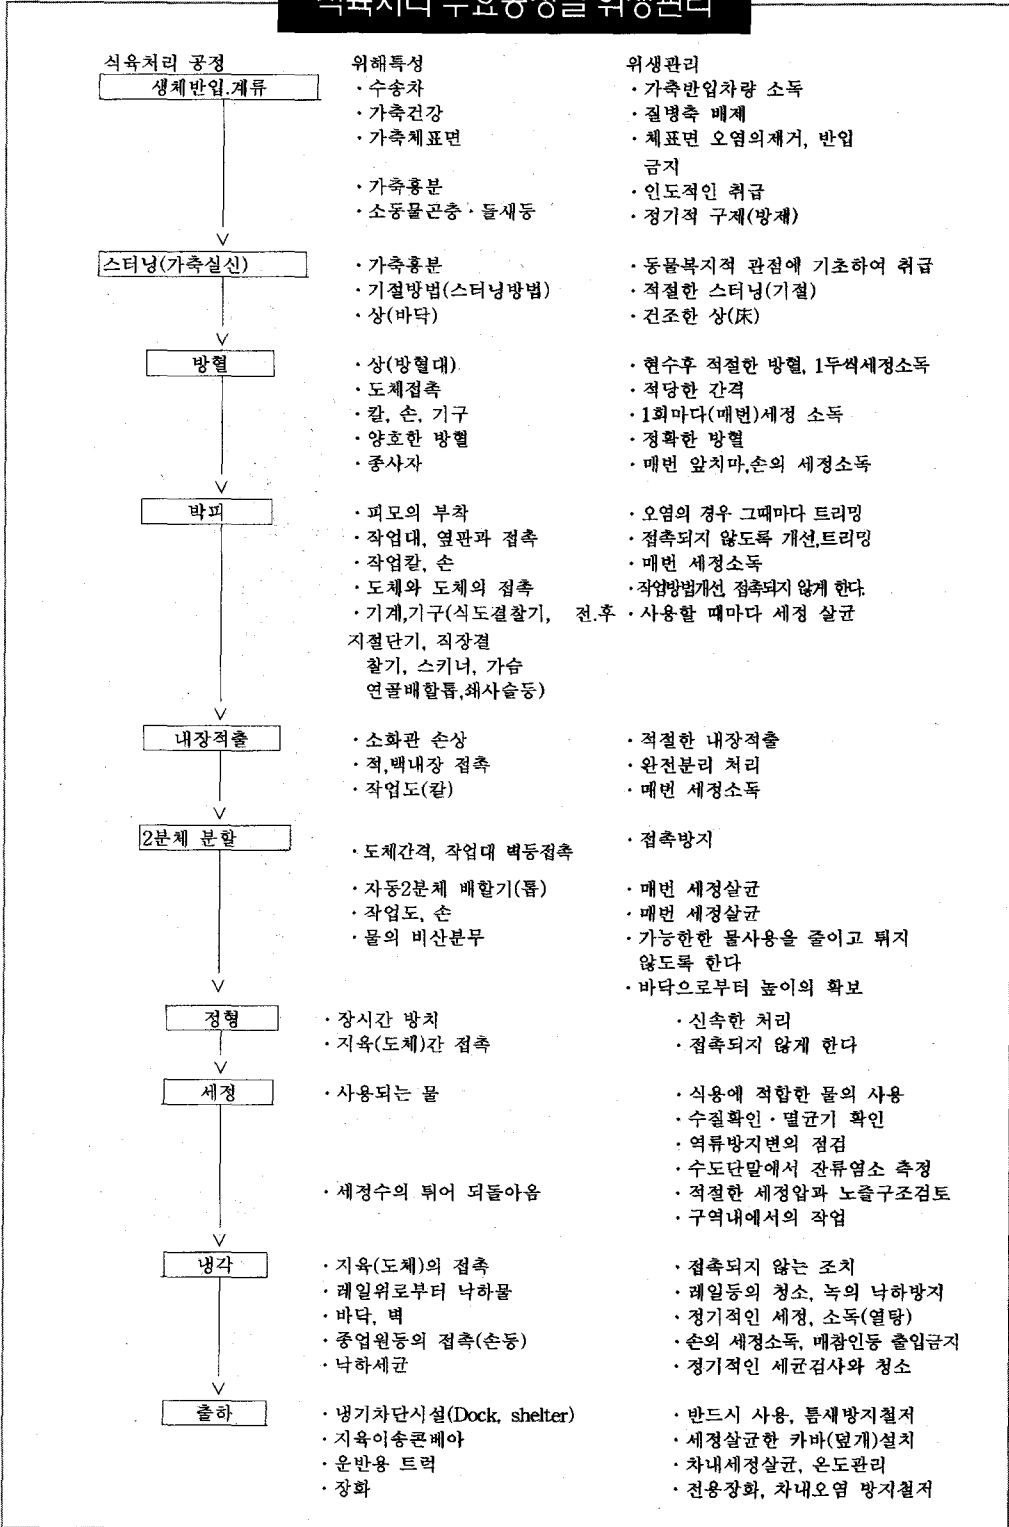 식육처리 주요공정별 위생관리
식육처리 공정 위해특성 위생관리
생체반입.계류 · 수송차 · 가축반입차량 소독
· 가축건강 · 질병축 배제
· 가축체표면 · 체표면 오염의제거, 반입
금지
· 가축흥분 · 인도적인 취급
· 소동물곤충 · 들새등 · 정기적 구제(방재)
스터닝(가축실신) · 가축흥분 · 동물복지적 관점에 기초하여 취급
· 기절방법(스터닝방법) · 적절한 스터닝(기절)
· 상(바닥) · 건조한 상(床)
방혈 · 상(방혈대) · 현수후 적절한 방혈, 1두씩세정소독
· 도체접촉 · 적당한 간격
· 칼, 손, 기구 · 1회마다(매번)세정 소독
· 양호한 방혈 · 정확한 방혈
· 종사자 · 매번 앞치마,손의 세정소독
박피 · 피모의 부착 · 오염의 경우 그때마다 트리밍
· 작업대, 옆판과 접촉 · 접촉되지 않도록 개선,트리밍
· 작업칼, 손 · 매번 세정소독
· 도체와 도체의 접촉 · 작업방법개선, 접촉되지 않게 한다.
· 기계,기구(식도결찰기, 전.후 · 사용할 때마다 세정 살균
지절단기, 직장결
찰기, 스키너, 가슴
연골배할톱,쇄사슬등)
내장적출 · 소화관 손상 · 적절한 내장적출
· 적,백내장 접촉 · 완전분리 처리
· 작업도(칼) · 매번 세정소독
2분체 분할 · 접촉방지
· 도체간격, 작업대 벽등접촉
· 자동2분체 배할기(톱) · 매번 세정살균
· 작업도, 손 · 매번 세정살균
· 물의 비산분무 · 가능한한 물사용을 줄이고 튀지
않도록 한다
· 바닥으로부터 높이의 확보
정형 · 장시간 방치 · 신속한 처리
· 지육(도체)간 접촉 · 접촉되지 않게 한다
세정 · 사용되는 물 · 식용에 적합한 물의 사용
· 수질확인 · 멸균기 확인
· 역류방지변의 점검
· 수도단말에서 잔류염소 측정
· 세정수의 튀어 되돌아옴 · 적절한 세정압과 노즐구조검토
· 구역내에서의 작업
냉각 · 지육(도체)의 접촉 · 접촉되지 않는 조치
· 레일위로부터 낙하물 · 레일등의 청소, 녹의 낙하방지
· 바닥, 벽 · 정기적인 세정, 소독(열탕)
· 종업원등의 접촉(손등) · 손의 세정소독, 매참인등 출입금지
· 낙하세균 · 정기적인 세균검사와 청소
출하 · 냉기차단시설(Dock, shelter) · 반드시 사용, 틈새방지철저
· 지육이송콘베아 · 세정살균한 카바(덮개)설치
· 운반용 트럭 · 차내세정살균, 온도관리
· 장화 · 전용장화, 차내오염 방지철저